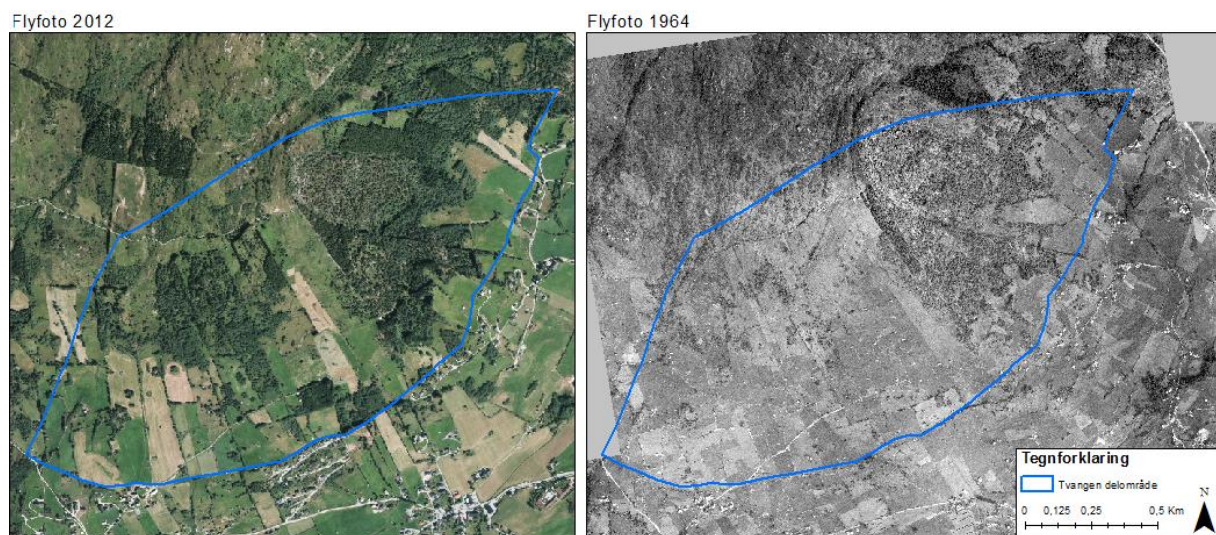 Flyfoto 2012
Flyfoto 1964
Tegnforklaring
Tvangen delområde
N
0 0,125 0,25 0,5 Km